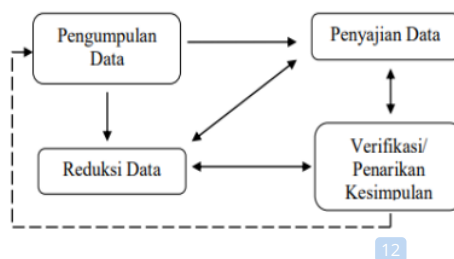 Pengumpulan
Data
Penyajian Data
Reduksi Data
Verifikasi/
Penarikan
Kesimpulan
12